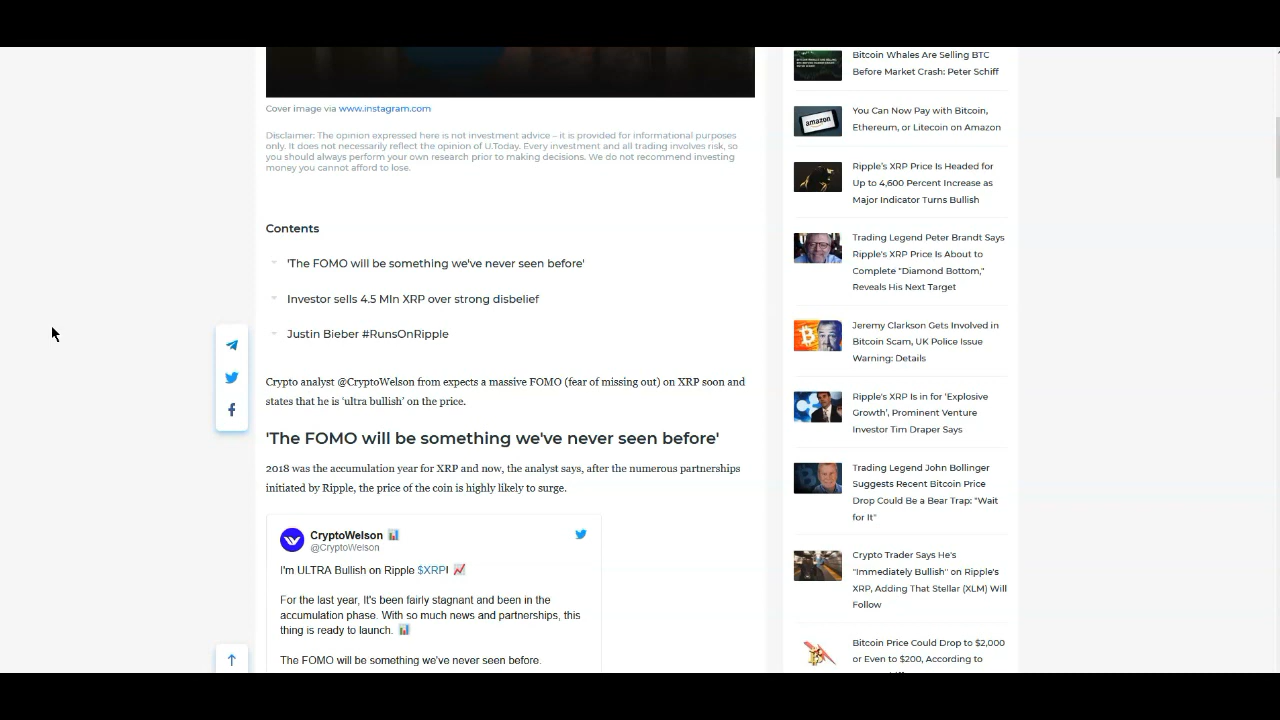 Cover image via www.instagram.com
Disclaimer: The opinion expressed here is not investment advice – it is provided for informational purposes
only. It does not necessarily reflect the opinion of U.Today. Every investment and all trading involves risk, so
you should always perform your own research prior to making decisions. We do not recommend investing
money you cannot afford to lose.
Contents
'The FOMO will be something we've never seen before'
Investor sells 4.5 Mln XRP over strong disbelief
Justin Bieber #RunsOnRipple
Crypto analyst @CryptoWelson from expects a massive FOMO (fear of missing out) on XRP soon and
states that he is 'ultra bullish' on the price.
'The FOMO will be something we've never seen before'
2018 was the accumulation year for XRP and now, the analyst says, after the numerous partnerships
initiated by Ripple, the price of the coin is highly likely to surge.
CryptoWelson
@CryptoWelson
I'm ULTRA Bullish on Ripple $XRP!
For the last year, It's been fairly stagnant and been in the
accumulation phase. With so much news and partnerships, this
thing is ready to launch.
The FOMO will be something we've never seen before.
Bitcoin Whales Are Selling BTC
Before Market Crash: Peter Schiff
amazon
You Can Now Pay with Bitcoin,
Ethereum, or Litecoin on Amazon
Ripple's XRP Price Is Headed for
Up to 4,600 Percent Increase as
Major Indicator Turns Bullish
Trading Legend Peter Brandt Says
Ripple's XRP Price Is About to
Complete "Diamond Bottom,"
Reveals His Next Target
Jeremy Clarkson Gets Involved in
Bitcoin Scam, UK Police Issue
Warning: Details
Ripple's XRP Is in for 'Explosive
Growth', Prominent Venture
Investor Tim Draper Says
Trading Legend John Bollinger
Suggests Recent Bitcoin Price
Drop Could Be a Bear Trap: "Wait
for It"
Crypto Trader Says He's
"Immediately Bullish" on Ripple's
XRP, Adding That Stellar (XLM) Will
Follow
Bitcoin Price Could Drop to $2,000
or Even to $200, According to